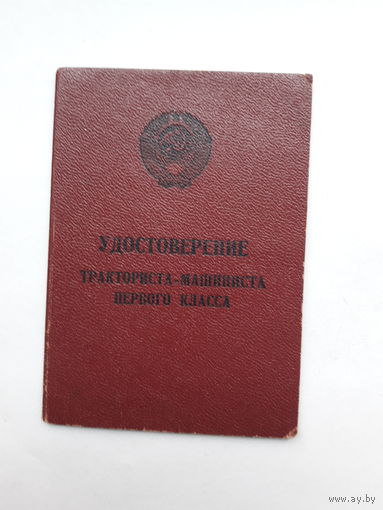 УДОСТОВЕРЕНИЕ
ТРАКТОРИСТА-МАШИНИСТА
ПЕРВОГО КЛАССА
www.ay.by